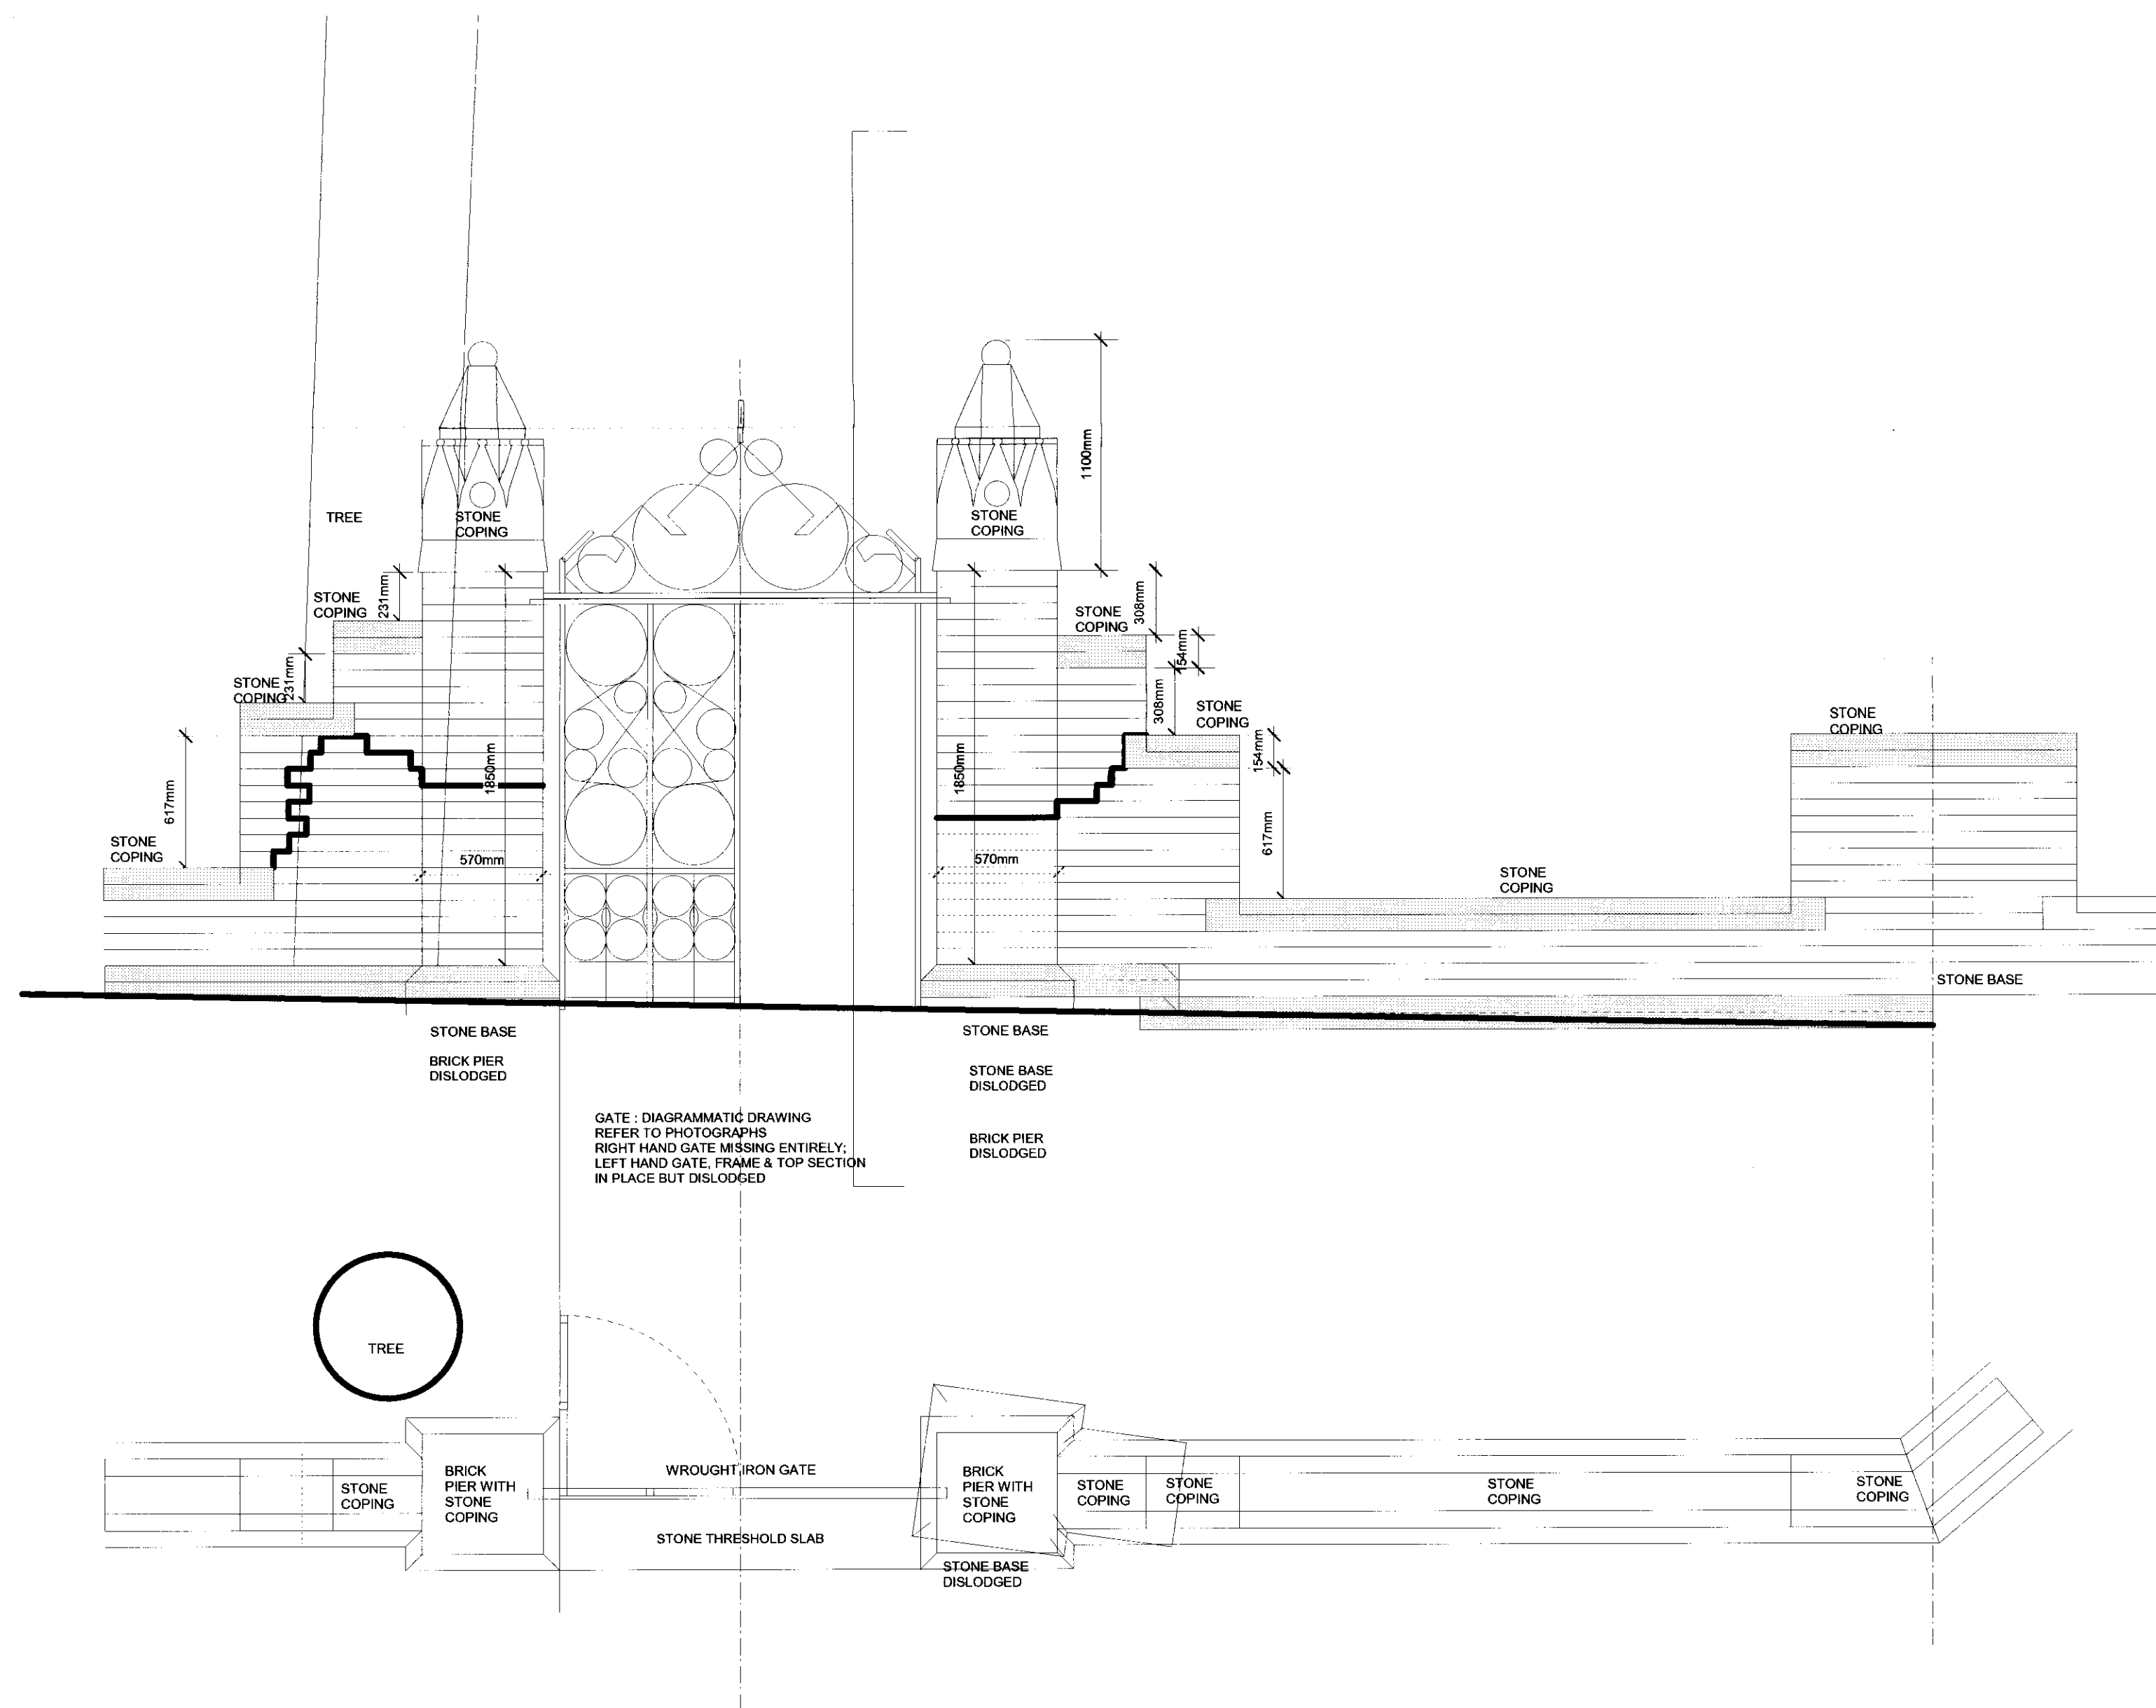 1100mm
TREE
STONE
COPING
STONE
COPING
231mm
STONE
COPING
308mm
STONE
COPING
154mm
231mm
STONE
COPING
308mm
STONE
COPING
STONE
COPING
154mm
1850mm
1850mm
617mm
617mm
STONE
COPING
570mm
570mm
STONE
COPING
STONE BASE
STONE BASE
BRICK PIER
DISLODGED
STONE BASE
STONE BASE
DISLODGED
BRICK PIER
DISLODGED
GATE : DIAGRAMMATIC DRAWING
REFER TO PHOTOGRAPHS
RIGHT HAND GATE MISSING ENTIRELY;
LEFT HAND GATE, FRAME & TOP SECTION
IN PLACE BUT DISLODGED
TREE
STONE
COPING
BRICK
PIER WITH
STONE
COPING
WROUGHT IRON GATE
STONE THRESHOLD SLAB
BRICK
PIER WITH
STONE
COPING
STONE BASE
DISLODGED
STONE
COPING
STONE
COPING
STONE
COPING
STONE
COPING